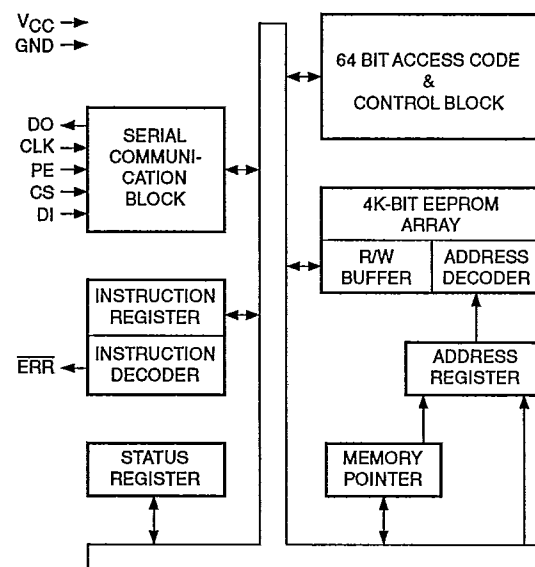 VCC
GND
DO
CLK
PE
CS
DI
SERIAL
COMMUNI-
CATION
BLOCK
64 BIT ACCESS CODE
&
CONTROL BLOCK
4K-BIT EEPROM
ARRAY
R/W
BUFFER
ADDRESS
DECODER
INSTRUCTION
REGISTER
INSTRUCTION
DECODER
ERR
ADDRESS
REGISTER
STATUS
REGISTER
MEMORY
POINTER